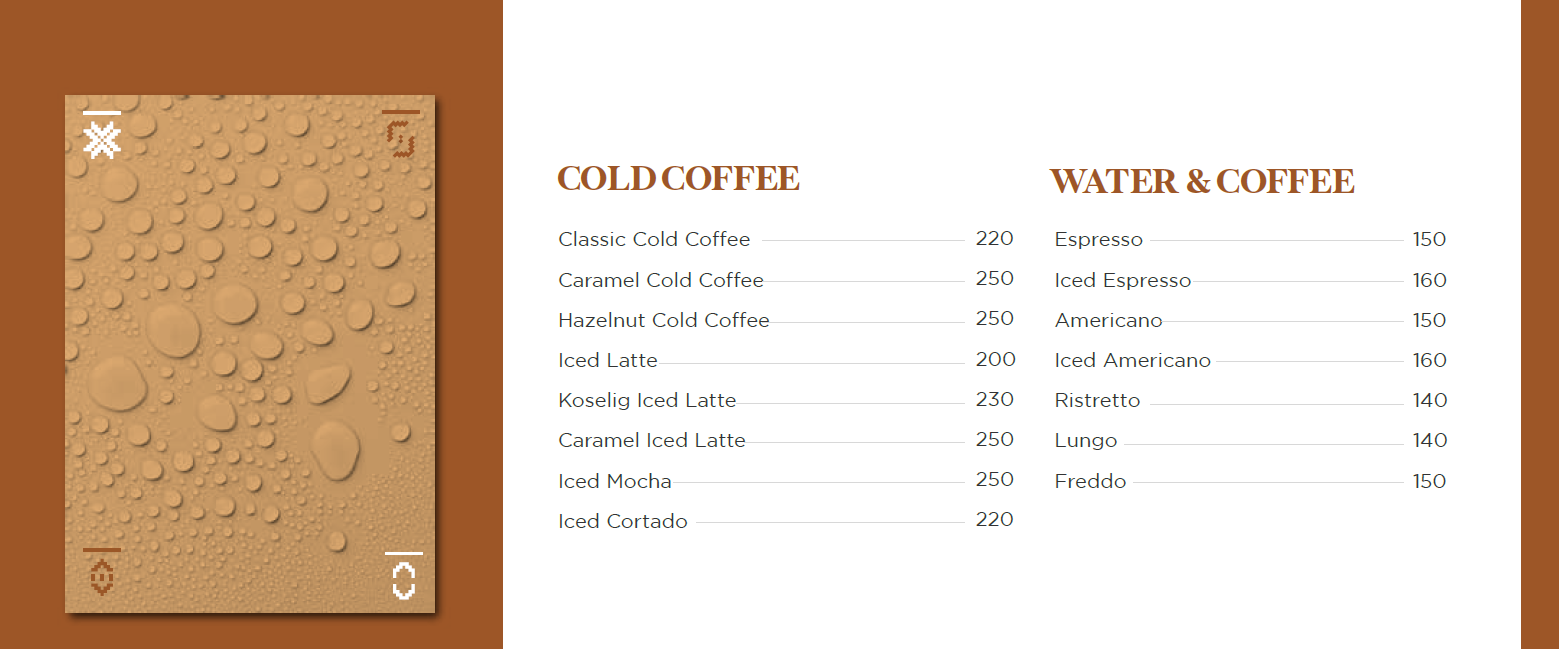 COLD COFFEE
Classic Cold Coffee 220
Caramel Cold Coffee 250
Hazelnut Cold Coffee 250
Iced Latte 200
Koselig Iced Latte 230
Caramel Iced Latte 250
Iced Mocha 250
Iced Cortado 220
WATER & COFFEE
Espresso 150
Iced Espresso 160
Americano 150
Iced Americano 160
Ristretto 140
Lungo 140
Freddo 150